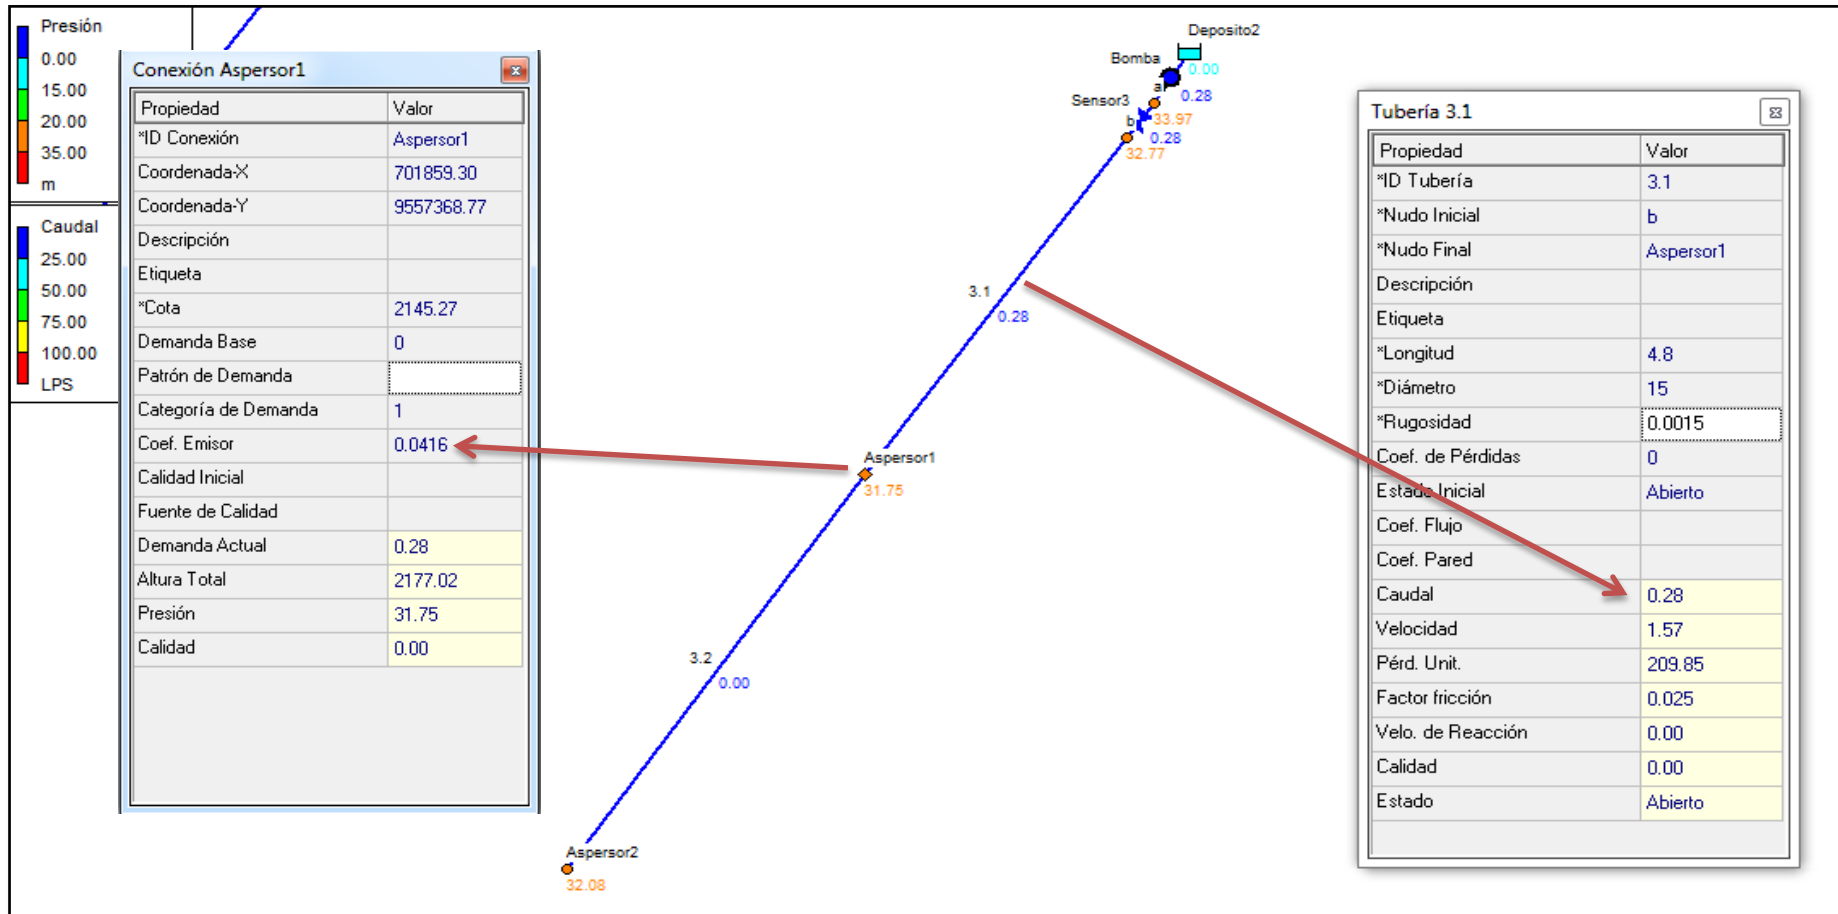 Presión
0.00
15.00
20.00
35.00
m
Caudal
25.00
50.00
75.00
100.00
LPS
Conexión Aspersor1
Propiedad Valor
*ID Conexión Aspersor1
Coordenada-X 701859.30
Coordenada-Y 9557368.77
Descripción
Etiqueta
*Cota 2145.27
Demanda Base 0
Patrón de Demanda
Categoría de Demanda 1
Coef. Emisor 0.0416
Calidad Inicial
Fuente de Calidad
Demanda Actual 0.28
Altura Total 2177.02
Presión 31.75
Calidad 0.00
Deposito2
0.00
Bomba
0.28
a
Sensor3
33.97
b
0.28
32.77
3.1
0.28
Aspersor1
31.75
3.2
0.00
Aspersor2
32.08
Tubería 3.1
Propiedad Valor
*ID Tubería 3.1
*Nudo Inicial b
*Nudo Final Aspersor1
Descripción
Etiqueta
*Longitud 4.8
*Diámetro 15
*Rugosidad 0.0015
Coef. de Pérdidas 0
Estado Inicial Abierto
Coef. Flujo
Coef. Pared
Caudal 0.28
Velocidad 1.57
Pérd. Unit. 209.85
Factor fricción 0.025
Velo. de Reacción 0.00
Calidad 0.00
Estado Abierto